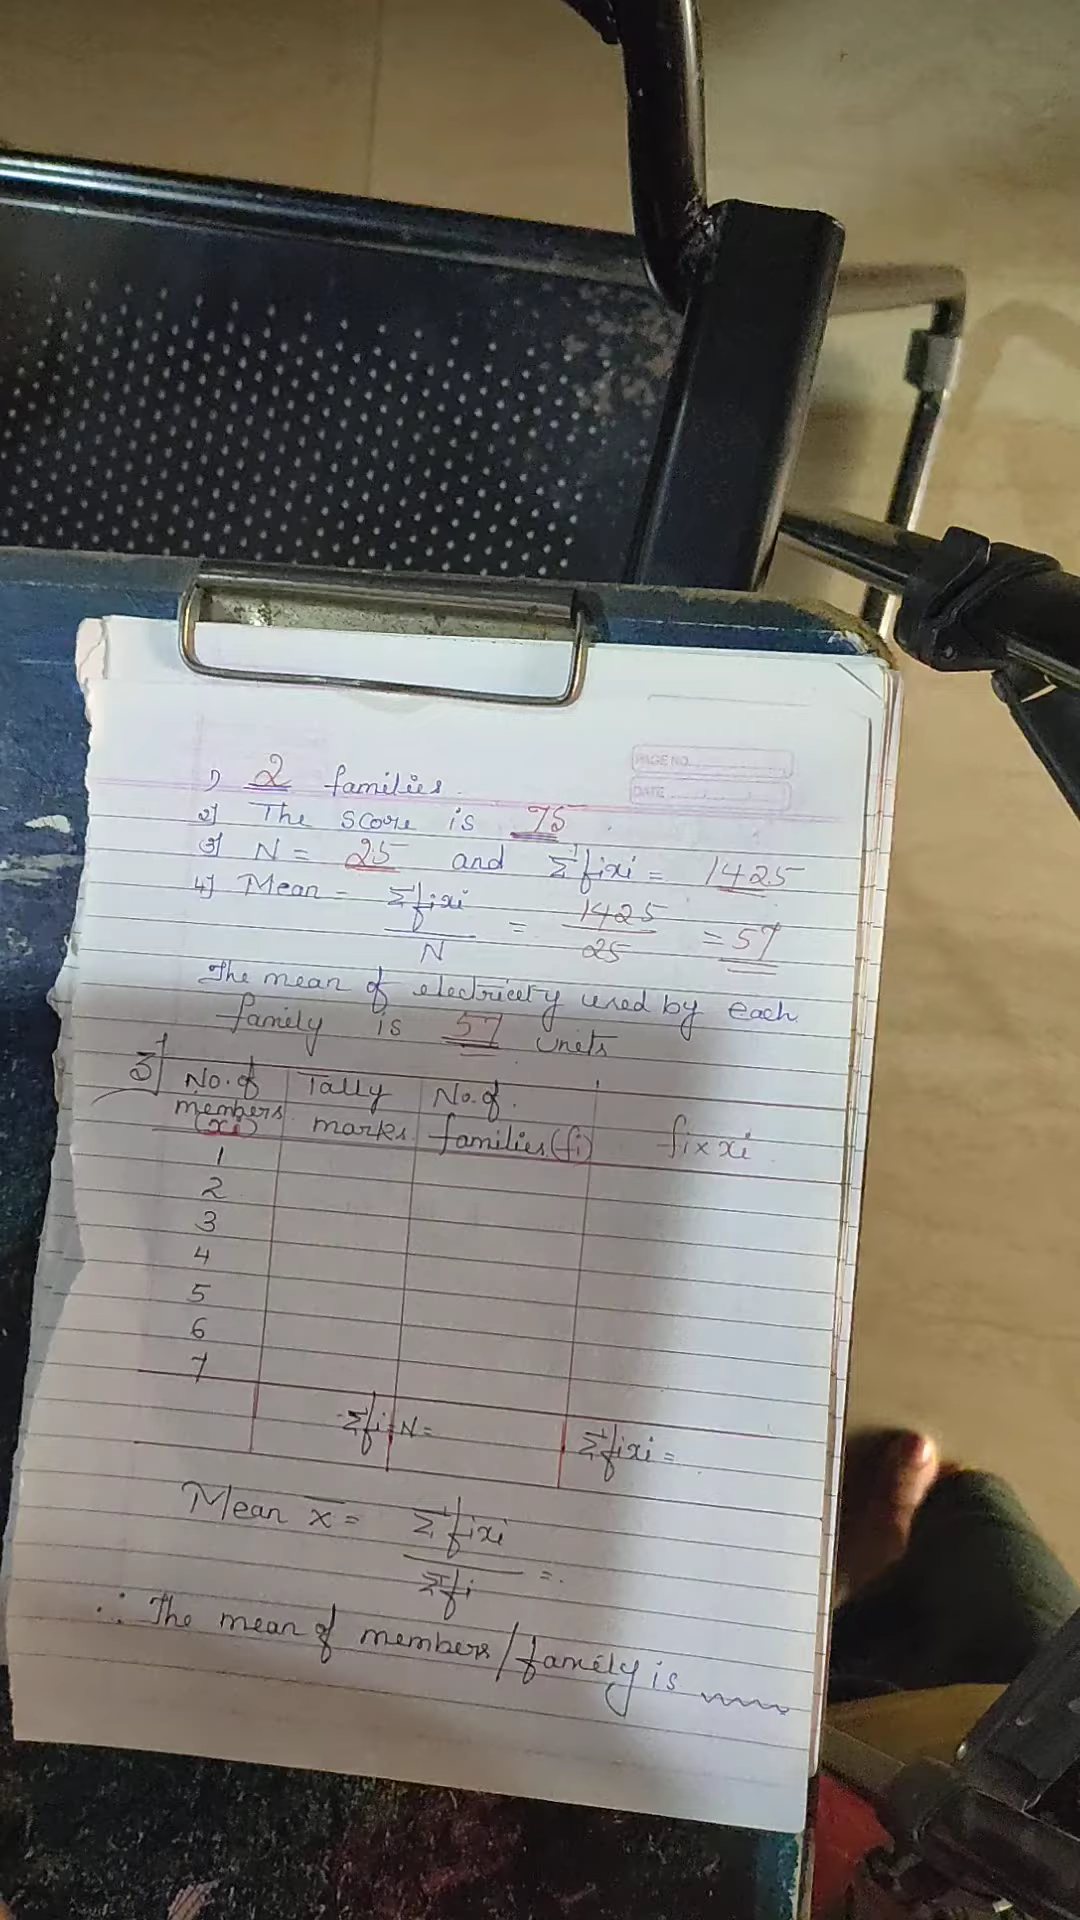 PAGE NO.
DATE
1) 2 families.
2] The score is 75.
3] N = 25 and Σfixi = 1425
4] Mean = Σfixi / N = 1425 / 25 = 57
The mean of electricety used by each
family is 57 units
3] No. of members (xi) Tally marks. No. of. families (fi) fi x xi
1
2
3
4
5
6
7
Σfi = N = Σfixi =
Mean x̄ = Σfixi / Σfi =.
∴ The mean of members/family is